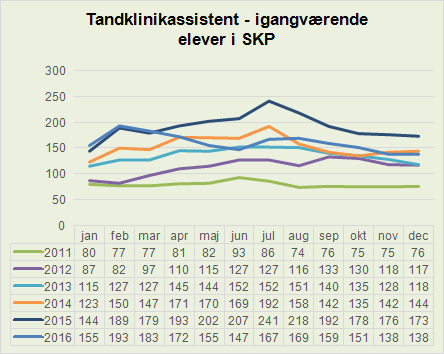 Tandklinikassistent - igangværende
elever i SKP
300
250
200
150
100
50
0
jan feb mar apr maj jun jul aug sep okt nov dec
2011 80 77 77 81 82 93 86 74 76 75 75 76
2012 87 82 97 110 115 127 127 116 133 130 118 117
2013 115 127 127 145 144 152 152 151 140 135 128 118
2014 123 150 147 171 170 169 192 158 142 135 142 144
2015 144 189 179 193 202 207 241 218 192 178 176 173
2016 155 193 183 172 155 147 167 169 159 151 138 138